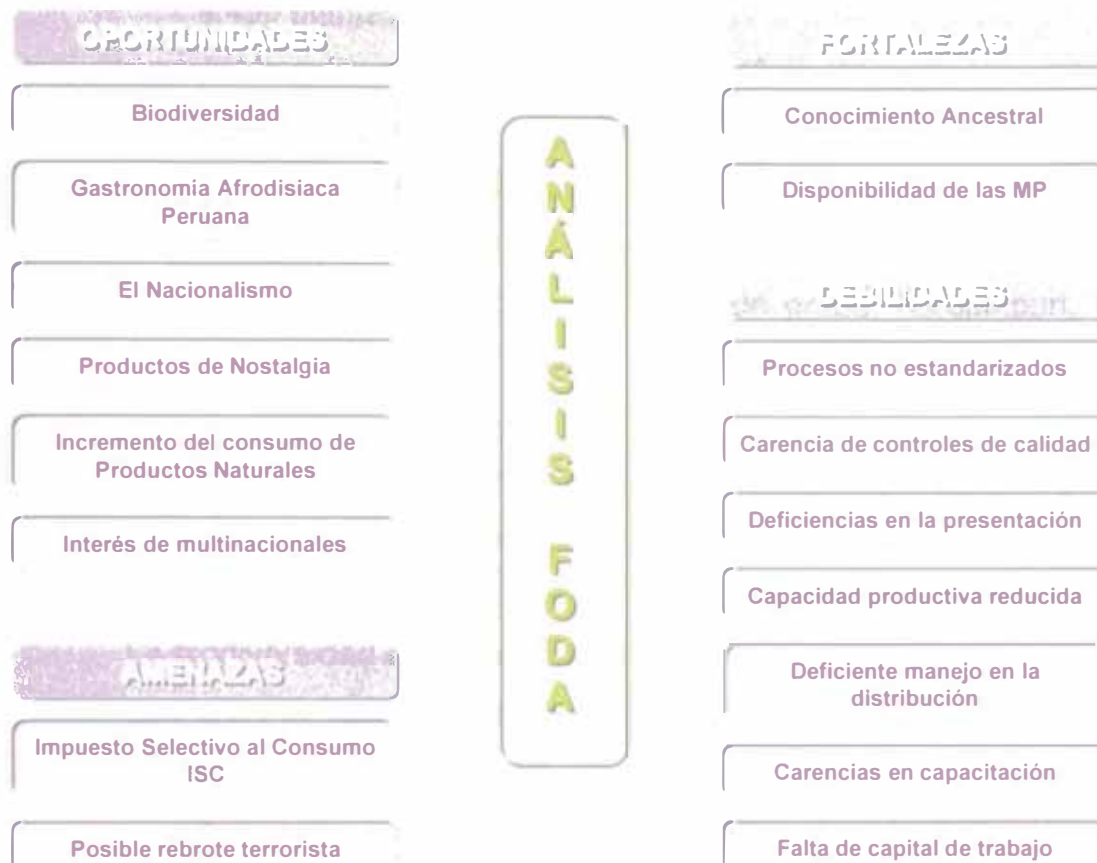 OPORTUNIDADES
Biodiversidad
Gastronomía Afrodisiaca
Peruana
El Nacionalismo
Productos de Nostalgia
Incremento del consumo de
Productos Naturales
Interés de multinacionales
AMENAZAS
Impuesto Selectivo al Consumo
ISC
Posible rebrote terrorista
ANÁLISIS FODA
FORTALEZAS
Conocimiento Ancestral
Disponibilidad de las MP
DEBILIDADES
Procesos no estandarizados
Carencia de controles de calidad
Deficiencias en la presentación
Capacidad productiva reducida
Deficiente manejo en la
distribución
Carencias en capacitación
Falta de capital de trabajo